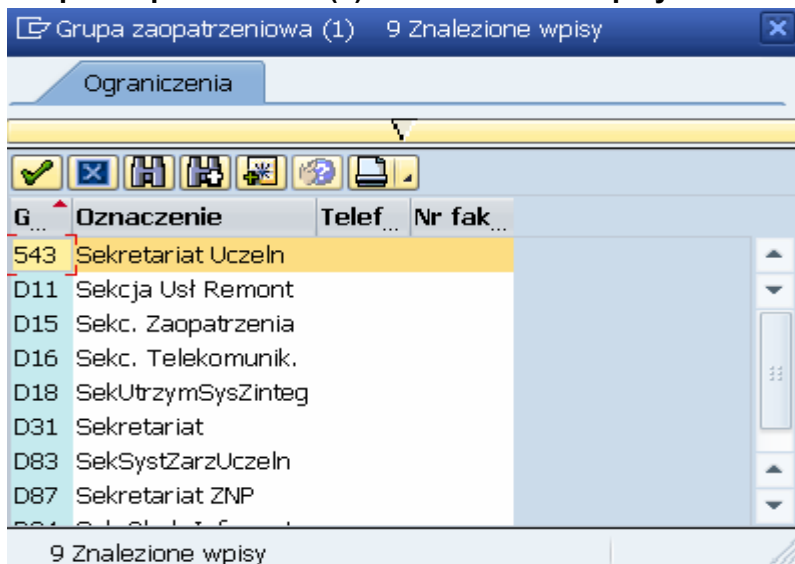 Grupa zaopatrzeniowa (1) 9 Znalezione wpisy
Ograniczenia
G... Oznaczenie Telef... Nr fak...
543 Sekretariat Uczeln
D11 Sekcja Usł Remont
D15 Sekc. Zaopatrzenia
D16 Sekc. Telekomunik.
D18 SekUtrzymSysZinteg
D31 Sekretariat
D83 SekSystZarzUczeln
D87 Sekretariat ZNP
9 Znalezione wpisy